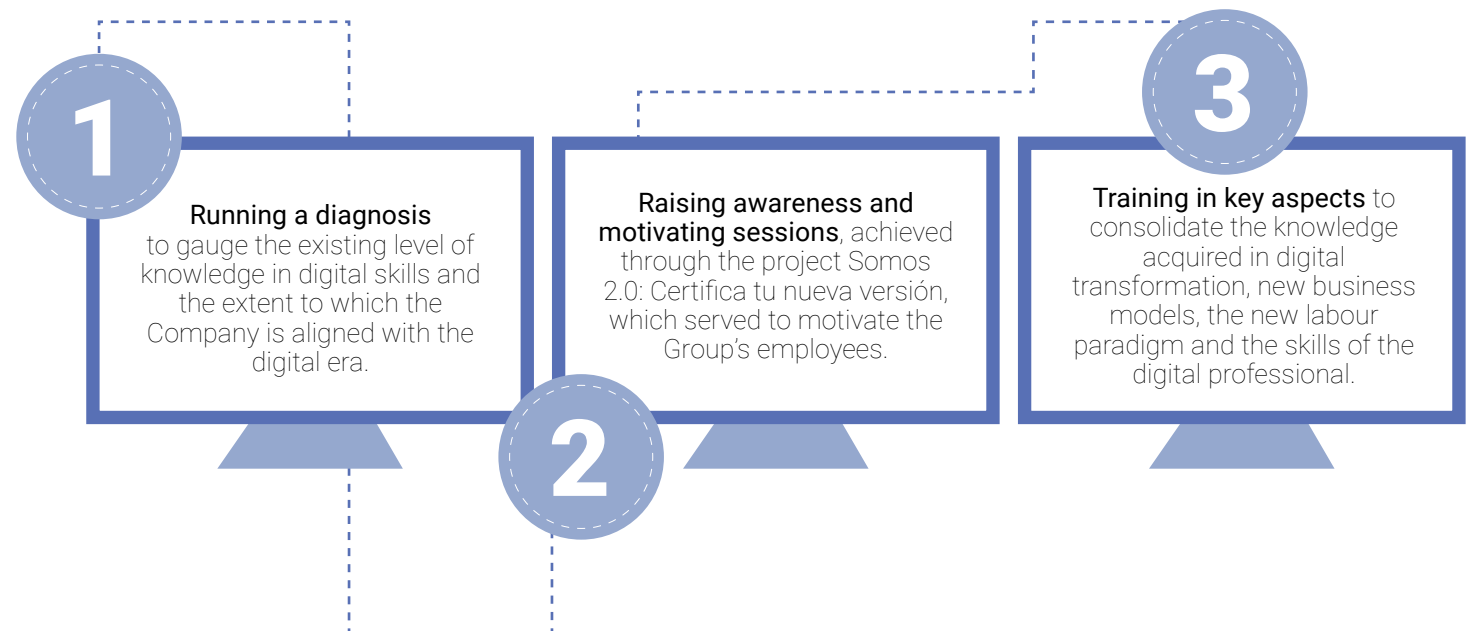 1
Running a diagnosis
to gauge the existing level of
knowledge in digital skills and
the extent to which the
Company is aligned with the
digital era.
2
Raising awareness and
motivating sessions, achieved
through the project Somos
2.0: Certifica tu nueva versión,
which served to motivate the
Group's employees.
3
Training in key aspects to
consolidate the knowledge
acquired in digital
transformation, new business
models, the new labour
paradigm and the skills of the
digital professional.